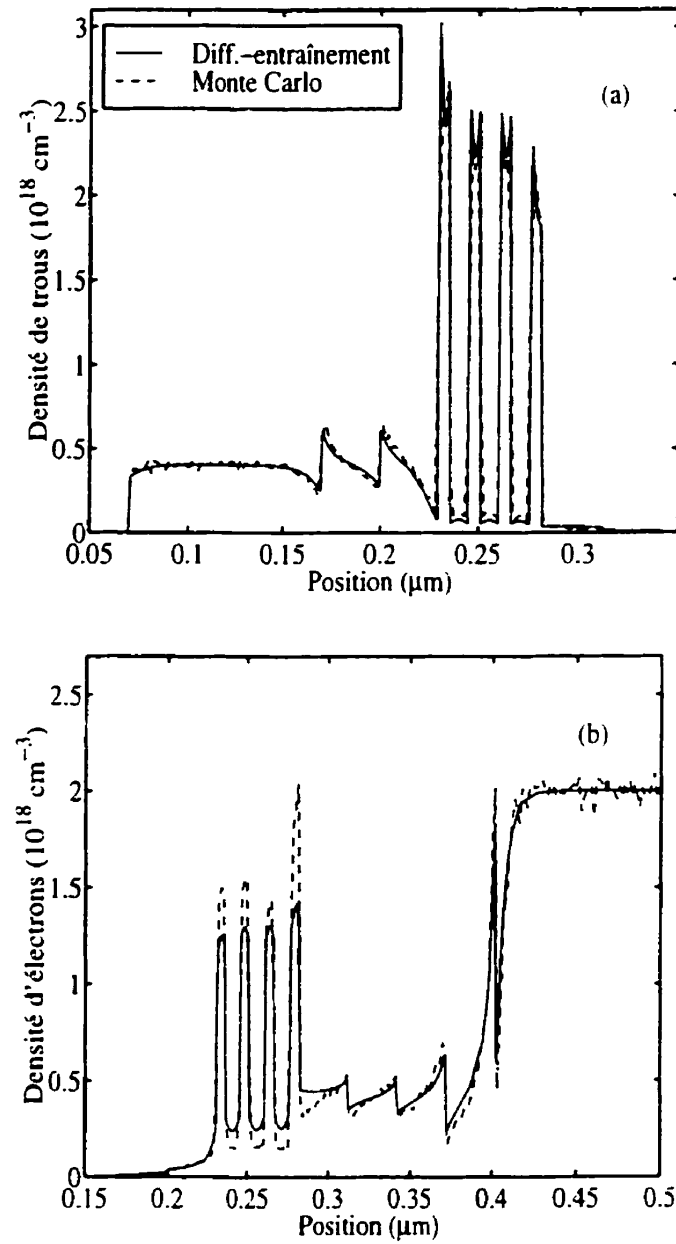 Diff.-entraînement
Monte Carlo
(a)
Densité de trous (10^18 cm^-3)
3
2.5
2
1.5
1
0.5
0
0.05 0.1 0.15 0.2 0.25 0.3
Position (μm)
(b)
Densité d'électrons (10^18 cm^-3)
2.5
2
1.5
1
0.5
0
0.15 0.2 0.25 0.3 0.35 0.4 0.45 0.5
Position (μm)